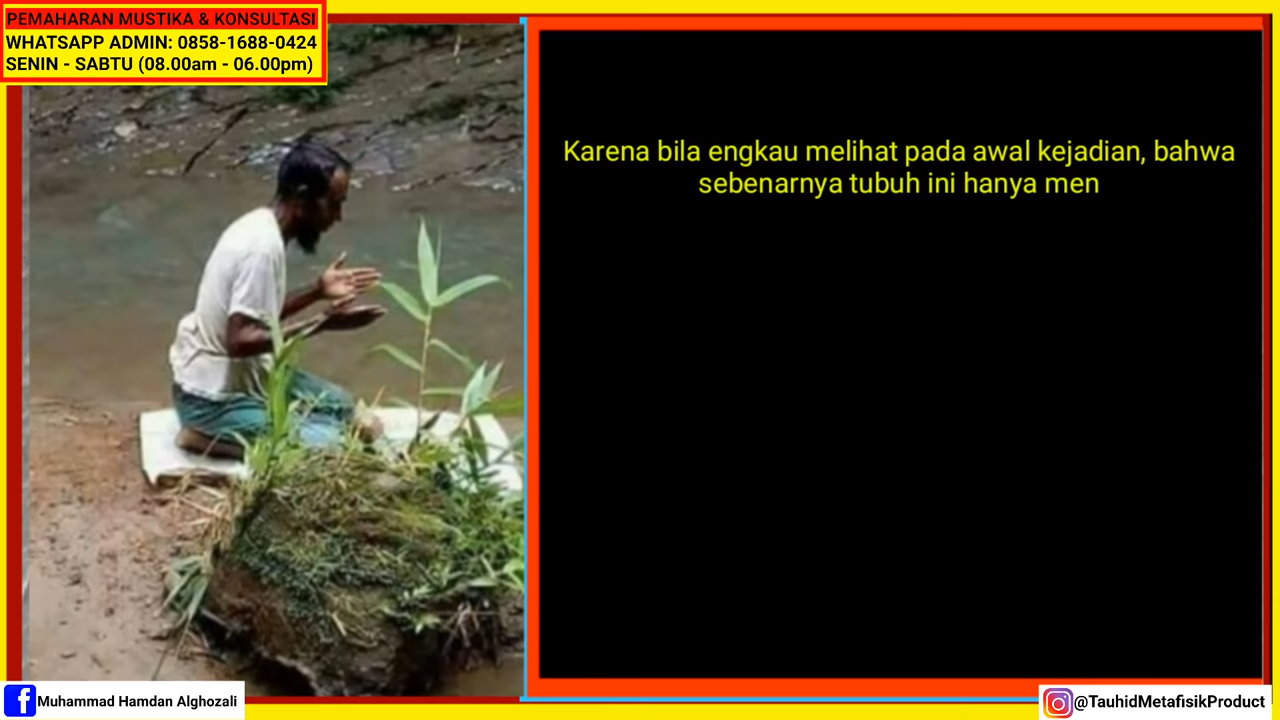 PEMAHARAN MUSTIKA & KONSULTASI
WHATSAPP ADMIN: 0858-1688-0424
SENIN - SABTU (08.00am - 06.00pm)
Karena bila engkau melihat pada awal kejadian, bahwa
sebenarnya tubuh ini hanya men
Muhammad Hamdan Alghozali
@TauhidMetafisikProduct